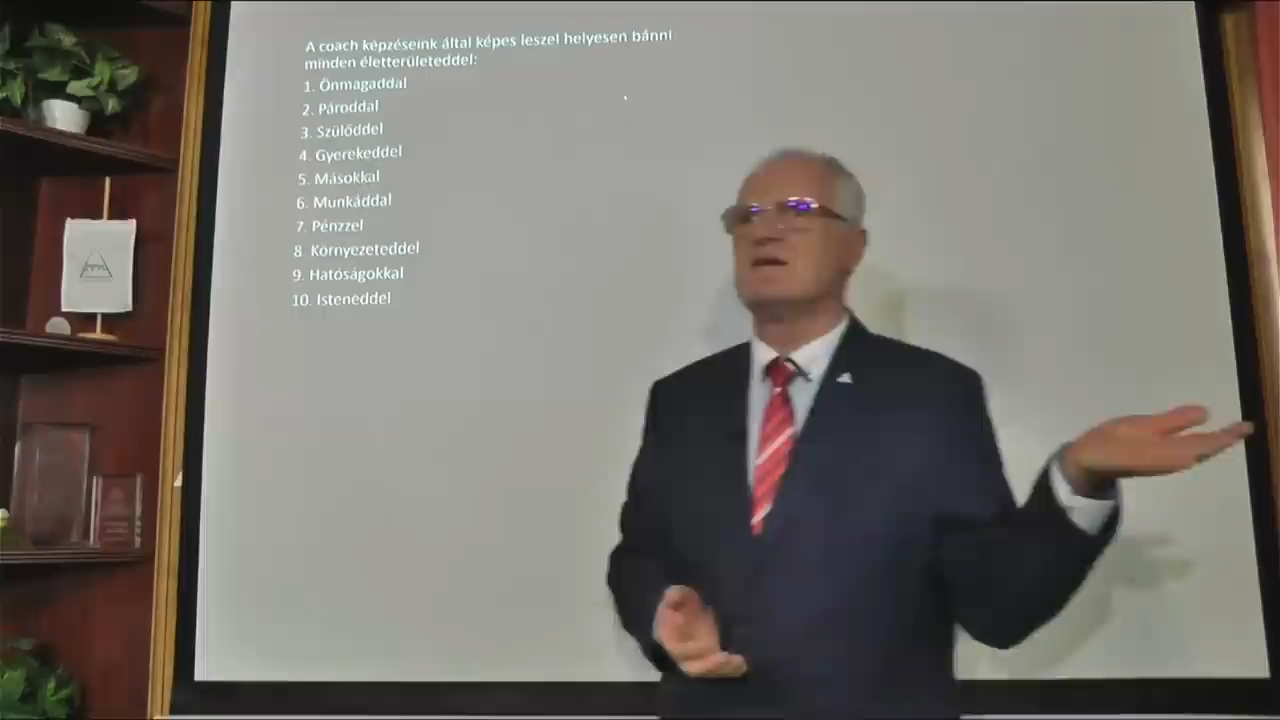 A coach képzéseink által képes leszel helyesen bánni
minden életterületeddel:
1. Önmagaddal
2. Pároddal
3. Szülőddel
4. Gyerekeddel
5. Másokkal
6. Munkáddal
7. Pénzzel
8. Környezeteddel
9. Hatóságokkal
10. Isteneddel